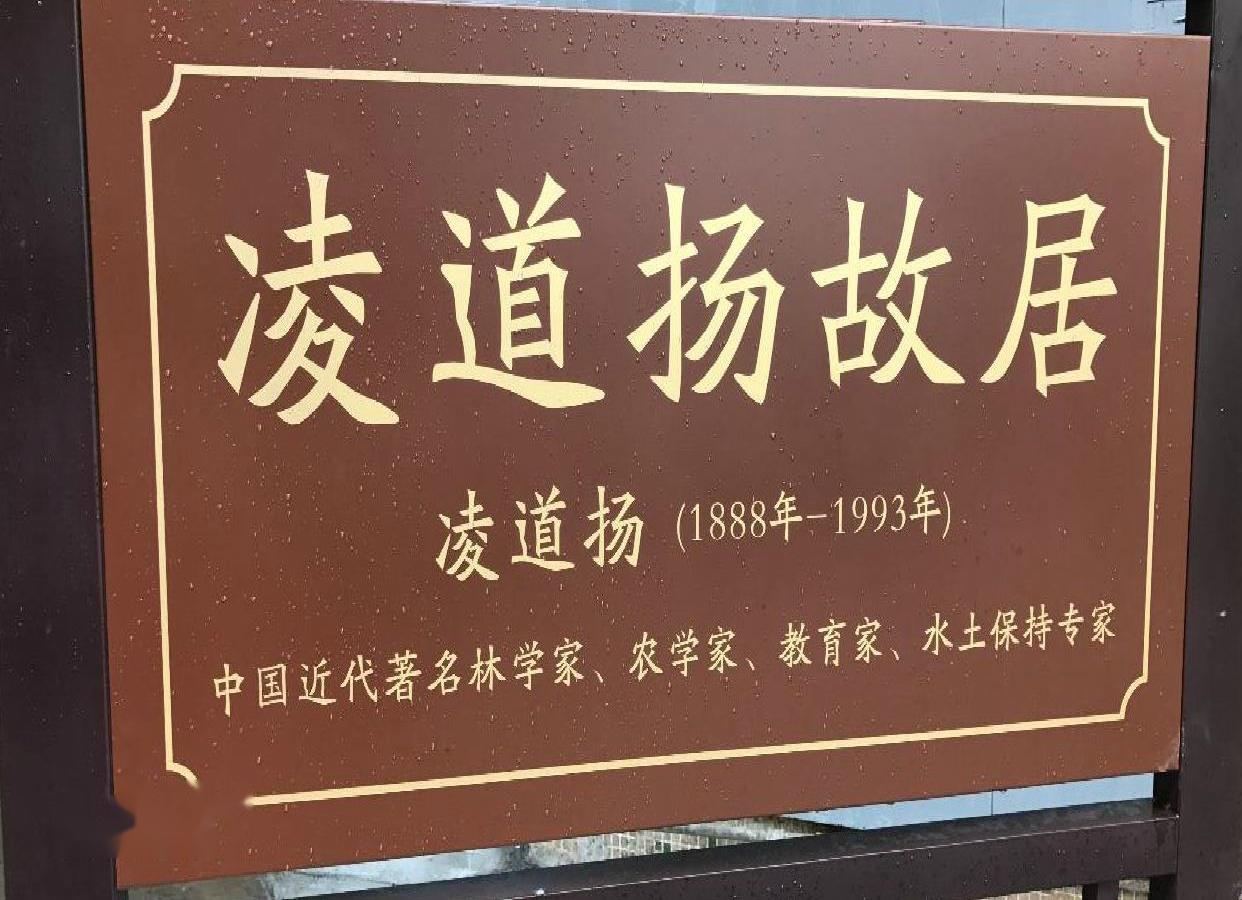 凌道扬故居
凌道扬 (1888年-1993年)
中国近代著名林学家、农学家、教育家、水土保持专家